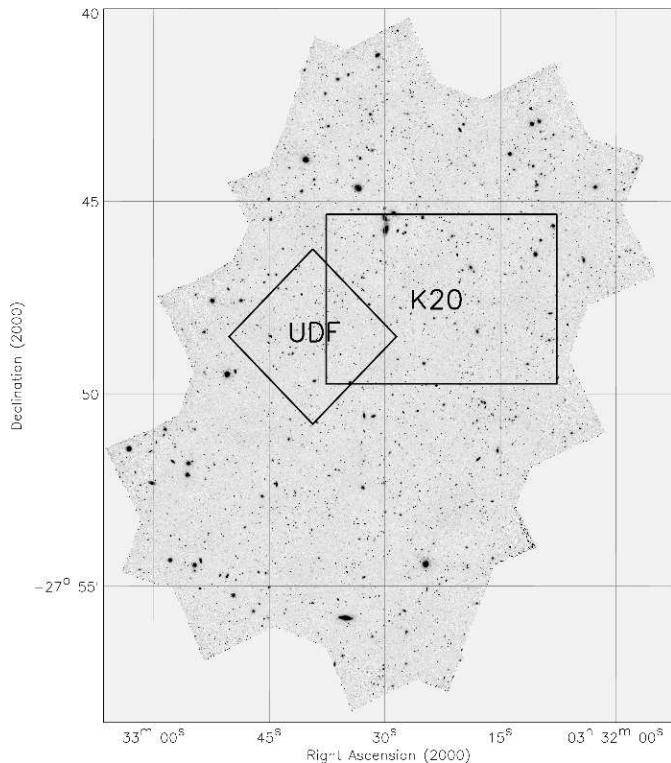 40
45
K20
UDF
50
-27° 55'
33ᵐ 00ˢ 45ˢ 30ˢ 15ˢ 03ʰ 32ᵐ 00ˢ
Right Ascension (2000)
Declination (2000)